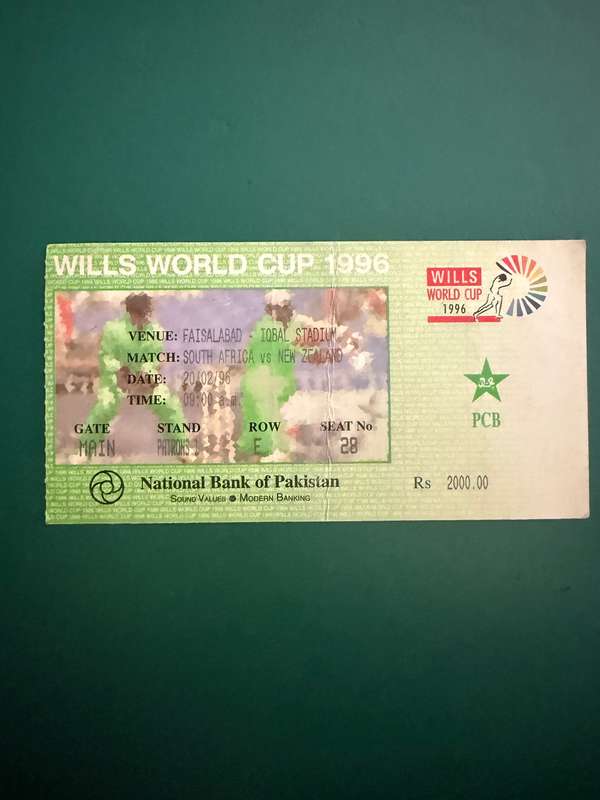 WILLS WORLD CUP 1996
VENUE: FAISALABAD - IQBAL STADIUM
MATCH: SOUTH AFRICA vs NEW ZEALAND
DATE: 20/02/96
TIME: 09:00 a.m.
GATE STAND ROW SEAT No
MAIN PATRONS 1 E 28
National Bank of Pakistan
SOUND VALUES ● MODERN BANKING
WILLS
WORLD CUP
1996
PCB
Rs 2000.00